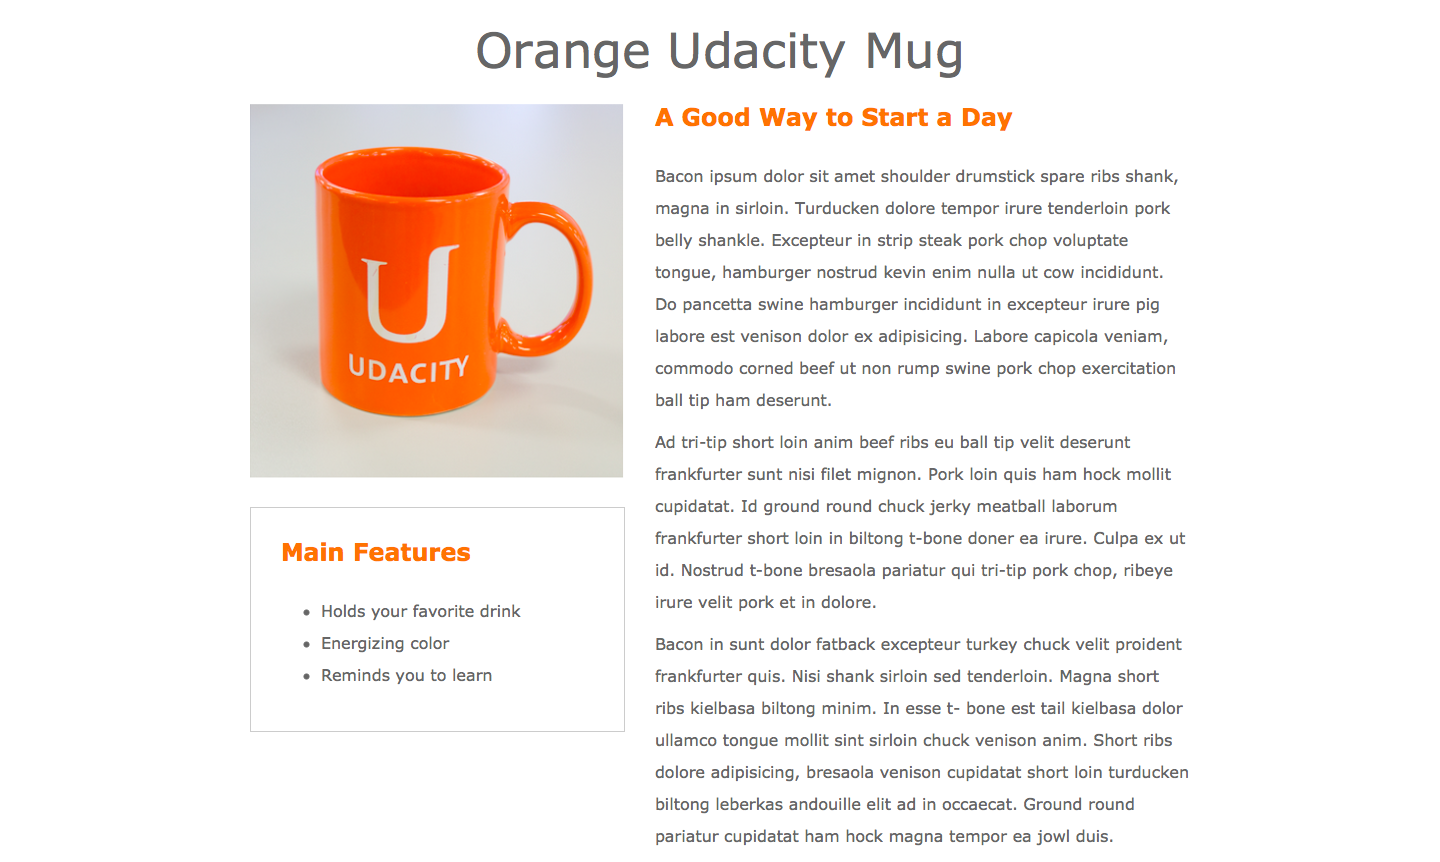 Orange Udacity Mug
U
UDACITY
Main Features
• Holds your favorite drink
• Energizing color
• Reminds you to learn
A Good Way to Start a Day
Bacon ipsum dolor sit amet shoulder drumstick spare ribs shank,
magna in sirloin. Turducken dolore tempor irure tenderloin pork
belly shankle. Excepteur in strip steak pork chop voluptate
tongue, hamburger nostrud kevin enim nulla ut cow incididunt.
Do pancetta swine hamburger incididunt in excepteur irure pig
labore est venison dolor ex adipisicing. Labore capicola veniam,
commodo corned beef ut non rump swine pork chop exercitation
ball tip ham deserunt.
Ad tri-tip short loin anim beef ribs eu ball tip velit deserunt
frankfurter sunt nisi filet mignon. Pork loin quis ham hock mollit
cupidatat. Id ground round chuck jerky meatball laborum
frankfurter short loin in biltong t-bone doner ea irure. Culpa ex ut
id. Nostrud t-bone bresaola pariatur qui tri-tip pork chop, ribeye
irure velit pork et in dolore.
Bacon in sunt dolor fatback excepteur turkey chuck velit proident
frankfurter quis. Nisi shank sirloin sed tenderloin. Magna short
ribs kielbasa biltong minim. In esse t- bone est tail kielbasa dolor
ullamco tongue mollit sint sirloin chuck venison anim. Short ribs
dolore adipisicing, bresaola venison cupidatat short loin turducken
biltong leberkas andouille elit ad in occaecat. Ground round
pariatur cupidatat ham hock magna tempor ea jowl duis.